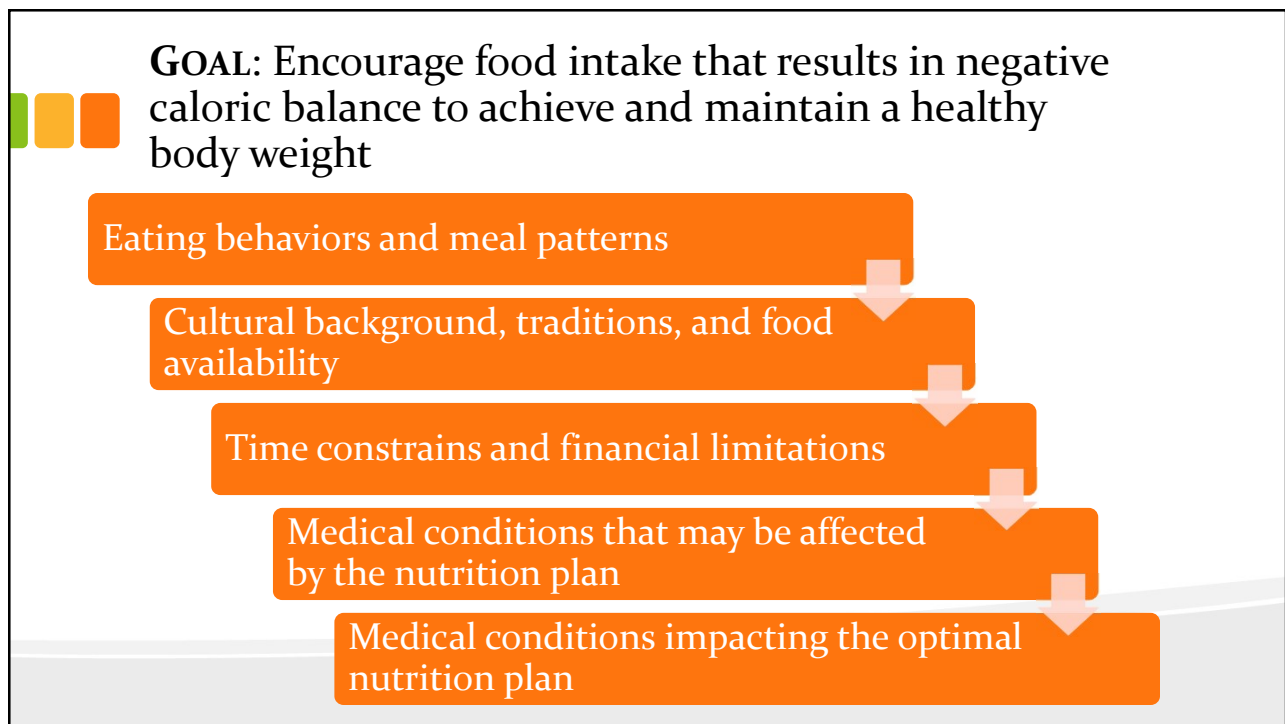 GOAL: Encourage food intake that results in negative
caloric balance to achieve and maintain a healthy
body weight
Eating behaviors and meal patterns
Cultural background, traditions, and food
availability
Time constrains and financial limitations
Medical conditions that may be affected
by the nutrition plan
Medical conditions impacting the optimal
nutrition plan